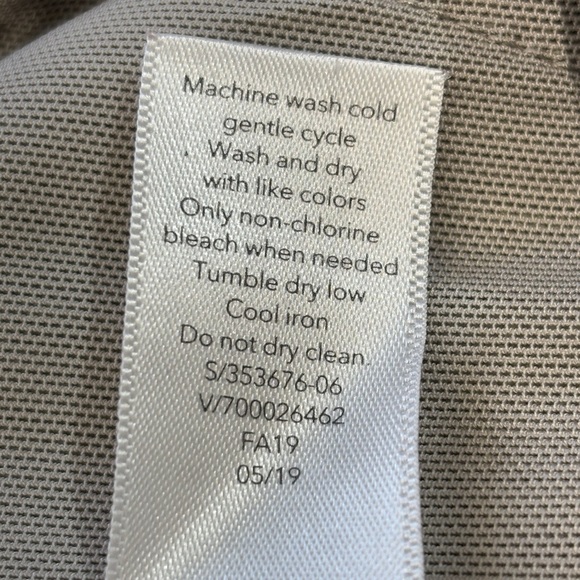 Machine wash cold
gentle cycle
Wash and dry
with like colors
Only non-chlorine
bleach when needed
Tumble dry low
Cool iron
Do not dry clean.
S/353676-06
V/700026462
FA19
05/19